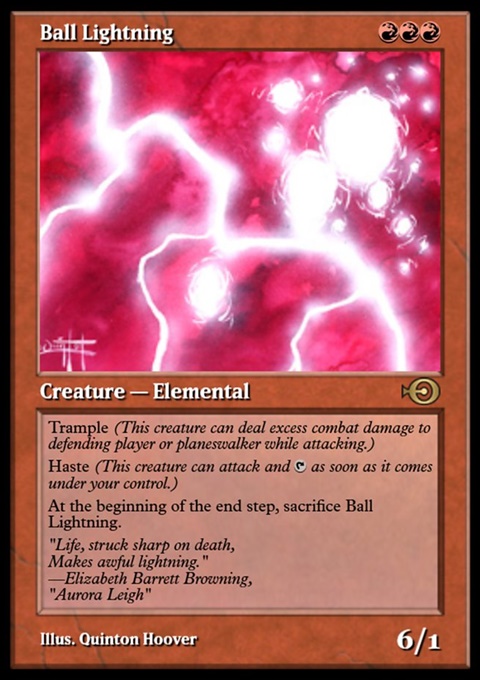 Ball Lightning
Trample (This creature can deal excess combat damage to
defending player or planeswalker while attacking.)
Haste (This creature can attack and as soon as it comes
under your control.)
At the beginning of the end step, sacrifice Ball
Lightning.
"Life, struck sharp on death,
Makes awful lightning."
—Elizabeth Barrett Browning,
"Aurora Leigh"
Creature — Elemental
Illus. Quinton Hoover
6/1